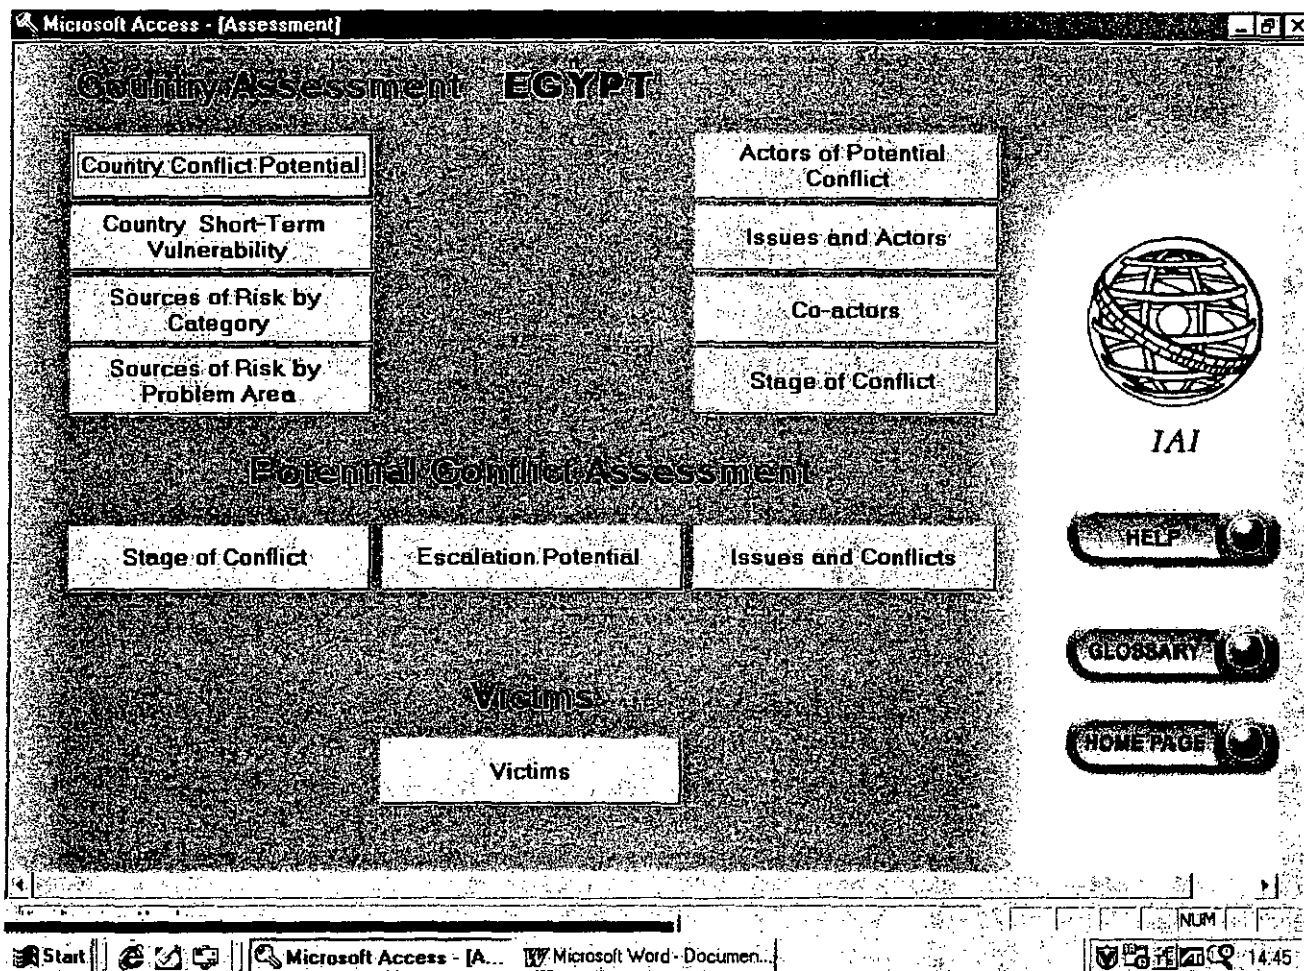 Microsoft Access - [Assessment]
Country Assessment EGYPT
Country Conflict Potential
Country Short-Term
Vulnerability
Sources of Risk by
Category
Sources of Risk by
Problem Area
Actors of Potential
Conflict
Issues and Actors
Co-actors
Stage of Conflict
IAI
Potential Conflict Assessment
Stage of Conflict
Escalation Potential
Issues and Conflicts
HELP
GLOSSARY
HOME PAGE
Victims
Victims
NUM
Start
Microsoft Access - [A...
Microsoft Word - Documen...
14.45